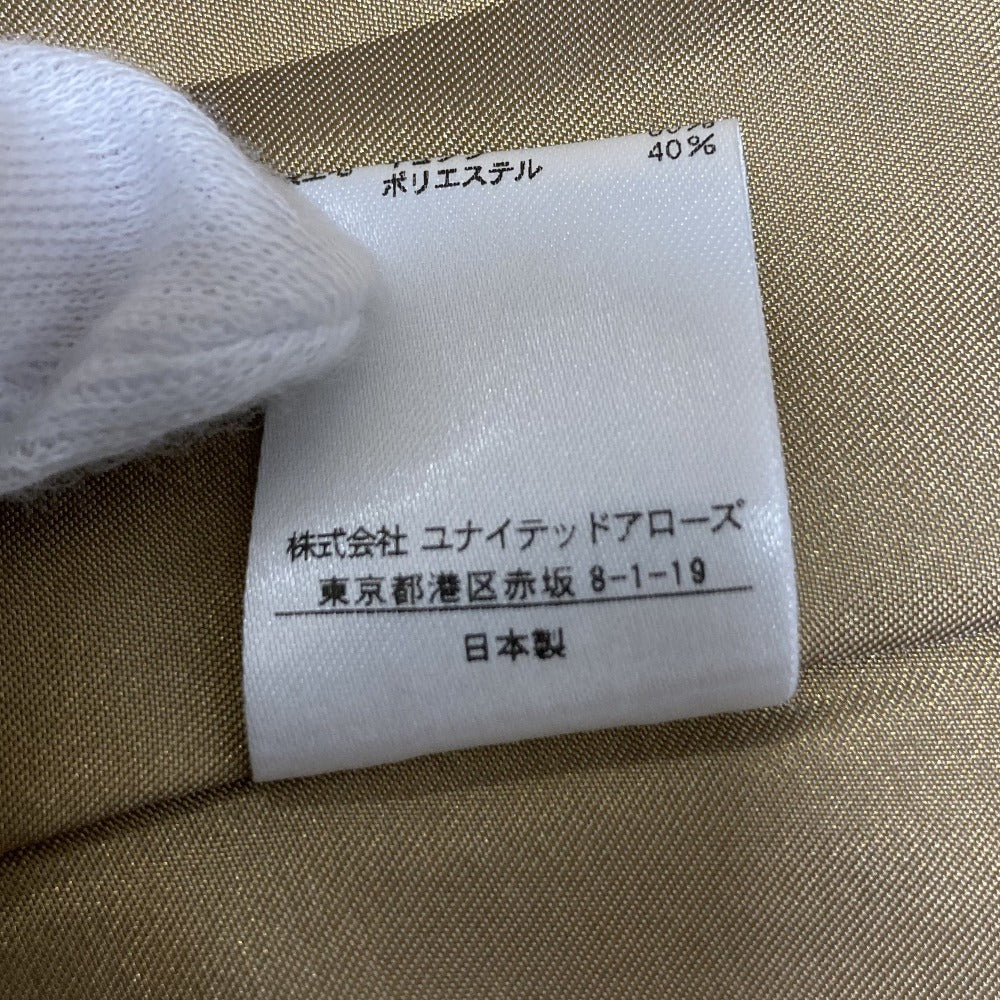 ポリエステル 40%
株式会社 ユナイテッドアローズ
東京都港区赤坂 8-1-19
日本製